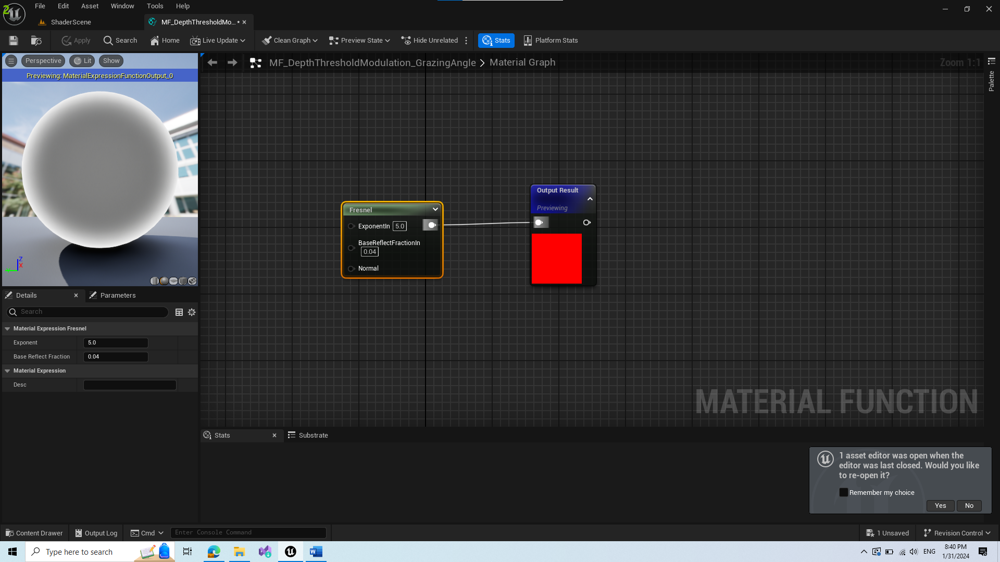 File Edit Asset Window Tools Help
ShaderScene
MF_DepthThresholdMo... •
Apply Search Home Live Update Clean Graph Preview State Hide Unrelated Stats Platform Stats
Perspective Lit Show
Previewing: MaterialExpressionFunctionOutput_0
MF_DepthThresholdModulation_GrazingAngle > Material Graph
Zoom 1:1
Palette
Output Result
Previewing
Fresnel
ExponentIn 5.0
BaseReflectFractionIn
0.04
Normal
Z
X
Details
Parameters
Search
Material Expression Fresnel
Exponent 5.0
Base Reflect Fraction 0.04
Material Expression
Desc
MATERIAL FUNCTION
Stats
Substrate
1 asset editor was open when the
editor was last closed. Would you like
to re-open it?
Remember my choice
Yes No
Content Drawer Output Log Cmd Enter Console Command 1 Unsaved Revision Control
Type here to search
ENG
8:40 PM
1/31/2024